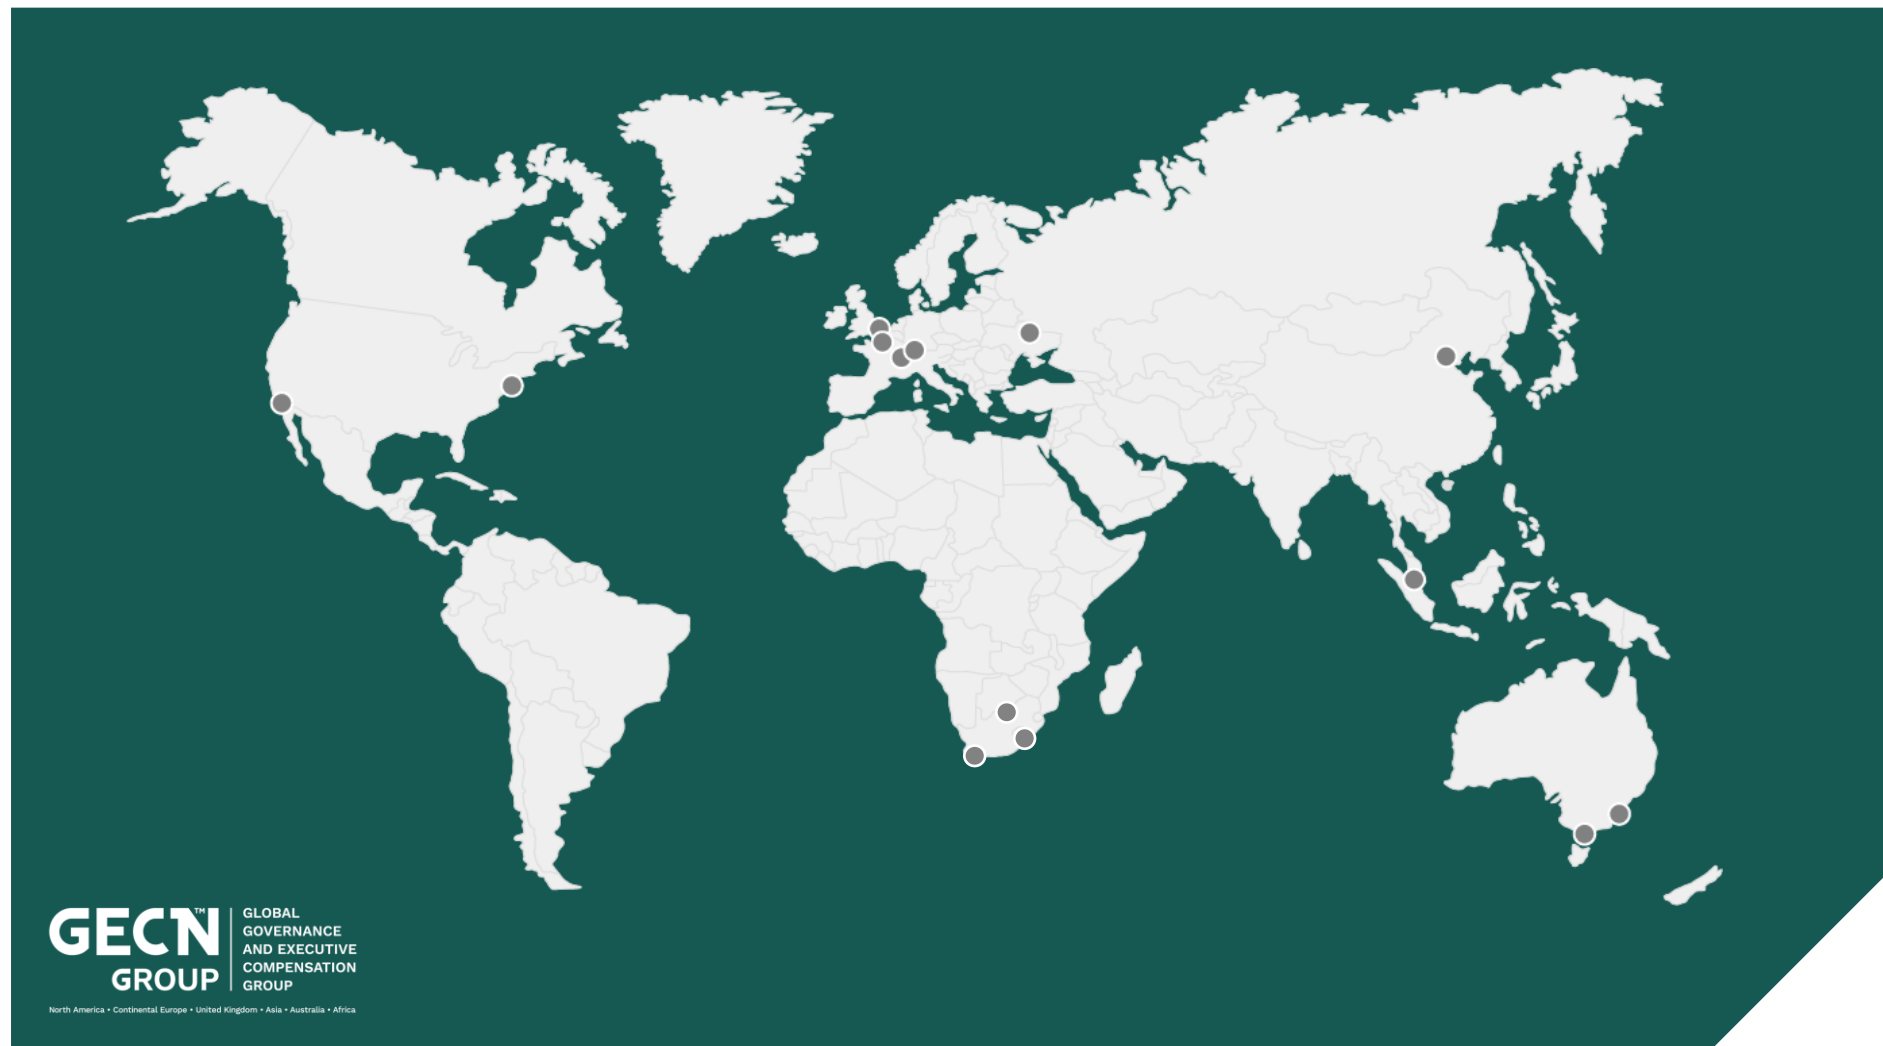 GECN™
GROUP
GLOBAL
GOVERNANCE
AND EXECUTIVE
COMPENSATION
GROUP
North America • Continental Europe • United Kingdom • Asia • Australia • Africa